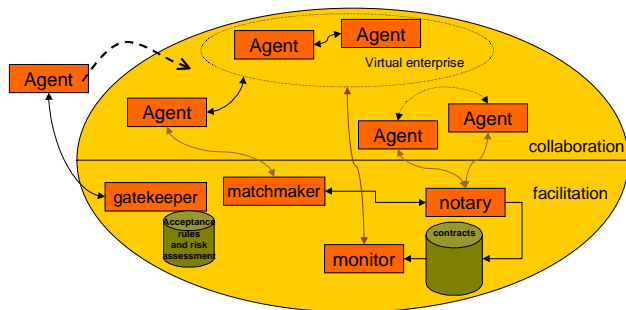 Agent
Agent
Virtual enterprise
Agent
Agent
Agent
Agent
collaboration
matchmaker
facilitation
gatekeeper
notary
Acceptance
rules
and risk
assessment
contracts
monitor